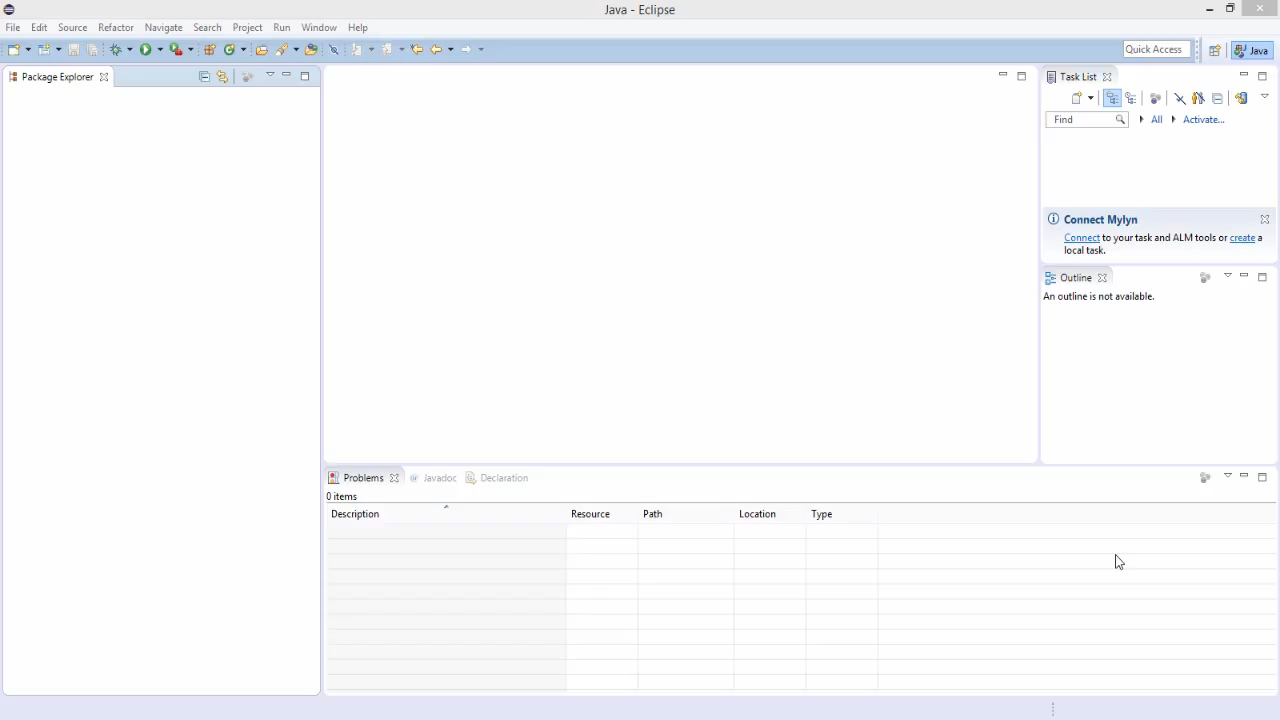 Java - Eclipse
File Edit Source Refactor Navigate Search Project Run Window Help
Quick Access
Java
Package Explorer
Task List
Find
All
Activate...
Connect Mylyn
Connect to your task and ALM tools or create a
local task.
Outline
An outline is not available.
Problems
Javadoc
Declaration
0 items
Description Resource Path Location Type